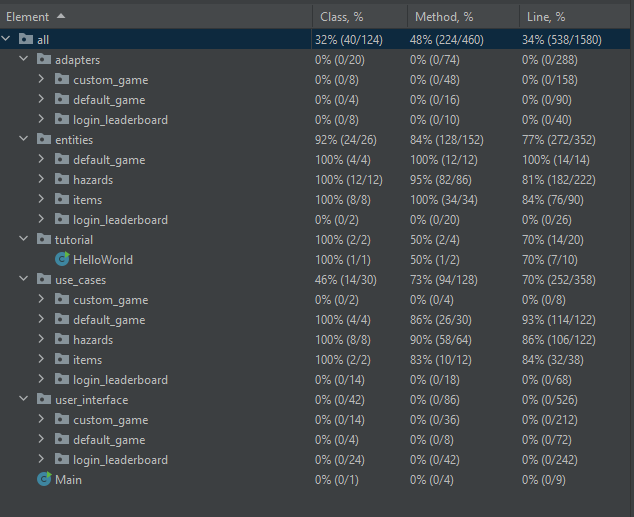 Element Class, % Method, % Line, %
all 32% (40/124) 48% (224/460) 34% (538/1580)
adapters 0% (0/20) 0% (0/74) 0% (0/288)
custom_game 0% (0/8) 0% (0/48) 0% (0/158)
default_game 0% (0/4) 0% (0/16) 0% (0/90)
login_leaderboard 0% (0/8) 0% (0/10) 0% (0/40)
entities 92% (24/26) 84% (128/152) 77% (272/352)
default_game 100% (4/4) 100% (12/12) 100% (14/14)
hazards 100% (12/12) 95% (82/86) 81% (182/222)
items 100% (8/8) 100% (34/34) 84% (76/90)
login_leaderboard 0% (0/2) 0% (0/20) 0% (0/26)
tutorial 100% (2/2) 50% (2/4) 70% (14/20)
HelloWorld 100% (1/1) 50% (1/2) 70% (7/10)
use_cases 46% (14/30) 73% (94/128) 70% (252/358)
custom_game 0% (0/2) 0% (0/4) 0% (0/8)
default_game 100% (4/4) 86% (26/30) 93% (114/122)
hazards 100% (8/8) 90% (58/64) 86% (106/122)
items 100% (2/2) 83% (10/12) 84% (32/38)
login_leaderboard 0% (0/14) 0% (0/18) 0% (0/68)
user_interface 0% (0/42) 0% (0/86) 0% (0/526)
custom_game 0% (0/14) 0% (0/36) 0% (0/212)
default_game 0% (0/4) 0% (0/8) 0% (0/72)
login_leaderboard 0% (0/24) 0% (0/42) 0% (0/242)
Main 0% (0/1) 0% (0/4) 0% (0/9)